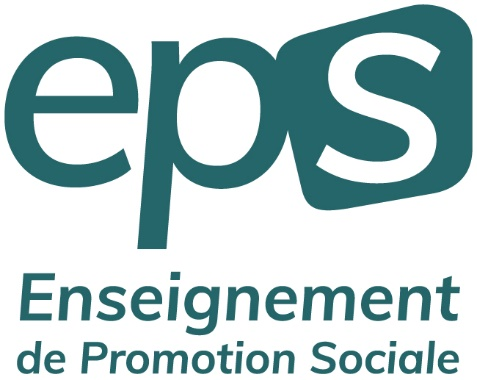 eps
Enseignement
de Promotion Sociale